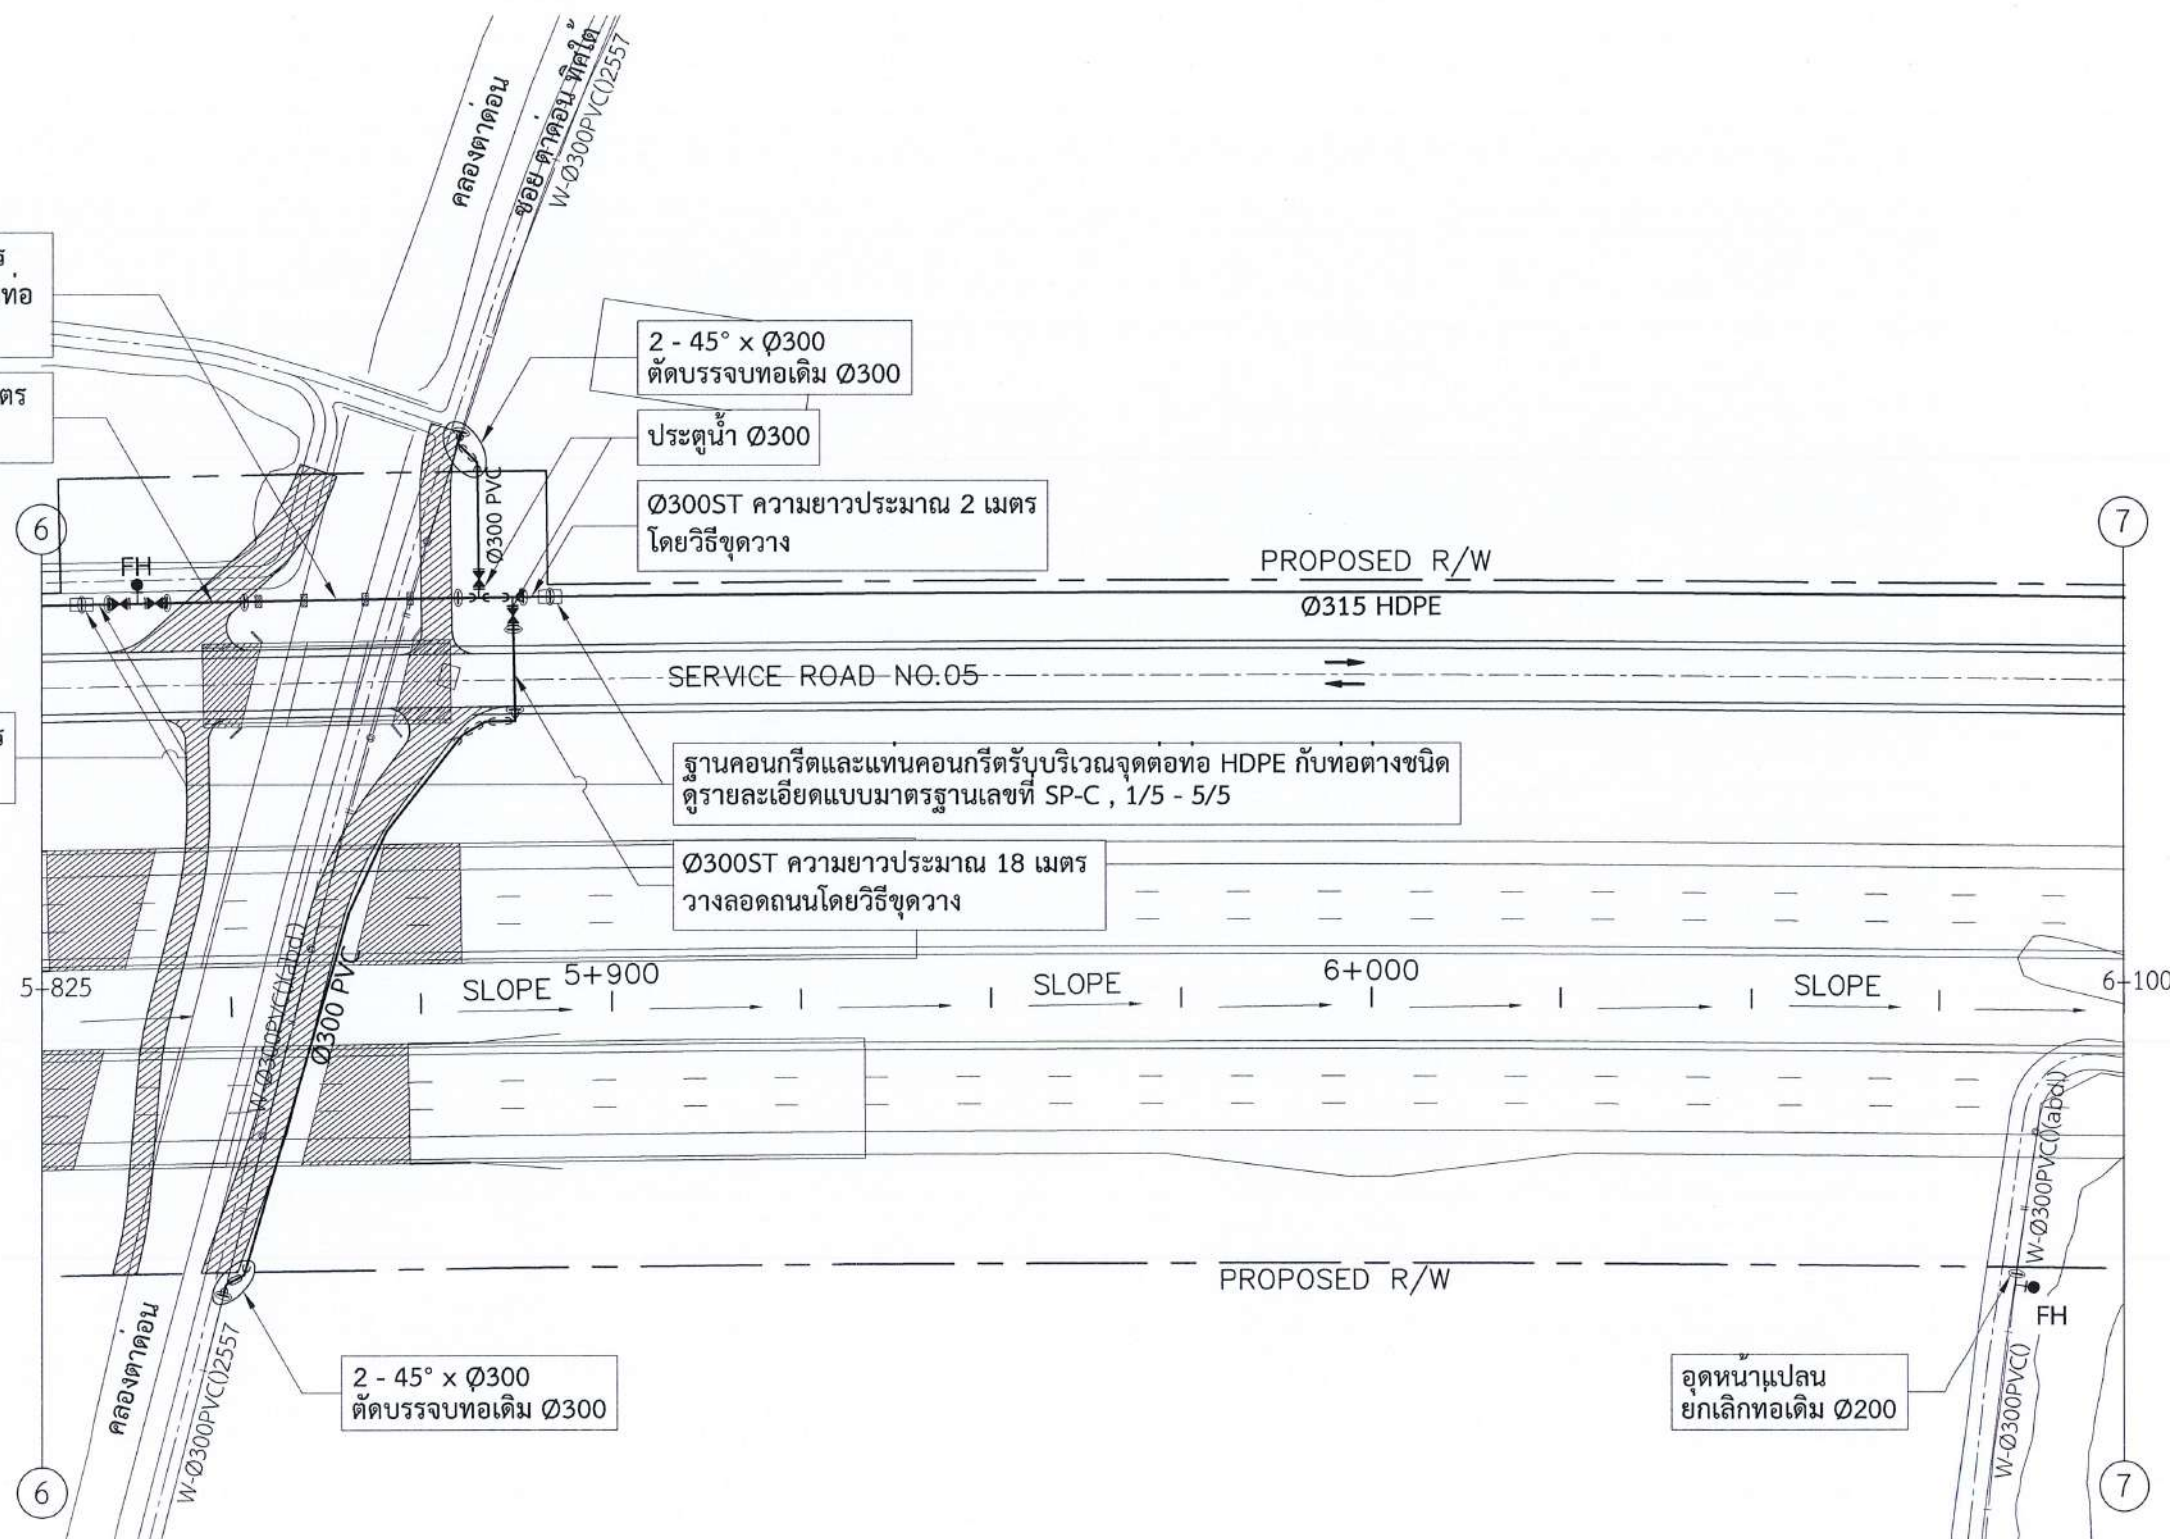 คลองตาด่อน
ซอย ตาด่อน ทิศใต้
W-Ø300PVC()2557
ร
ท่อ
2 - 45° x Ø300
ตัดบรรจบท่อเดิม Ø300
ตร
ประตูน้ำ Ø300
Ø300 PVC
Ø300ST ความยาวประมาณ 2 เมตร
โดยวิธีขุดวาง
6
7
FH
PROPOSED R/W
Ø315 HDPE
SERVICE ROAD NO.05
ร
ฐานคอนกรีตและแท่นคอนกรีตรับบริเวณจุดต่อท่อ HDPE กับท่อต่างชนิด
ดูรายละเอียดแบบมาตรฐานเลขที่ SP-C , 1/5 - 5/5
Ø300ST ความยาวประมาณ 18 เมตร
วางลอดถนนโดยวิธีขุดวาง
W-Ø300PVC()(abd.)
Ø300 PVC
5+825
SLOPE
5+900
SLOPE
6+000
SLOPE
6+100
W-Ø300PVC()(abd.)
PROPOSED R/W
FH
คลองตาด่อน
W-Ø300PVC()2557
2 - 45° x Ø300
ตัดบรรจบท่อเดิม Ø300
อุดหน้าแปลน
ยกเลิกท่อเดิม Ø200
W-Ø300PVC()
6
7